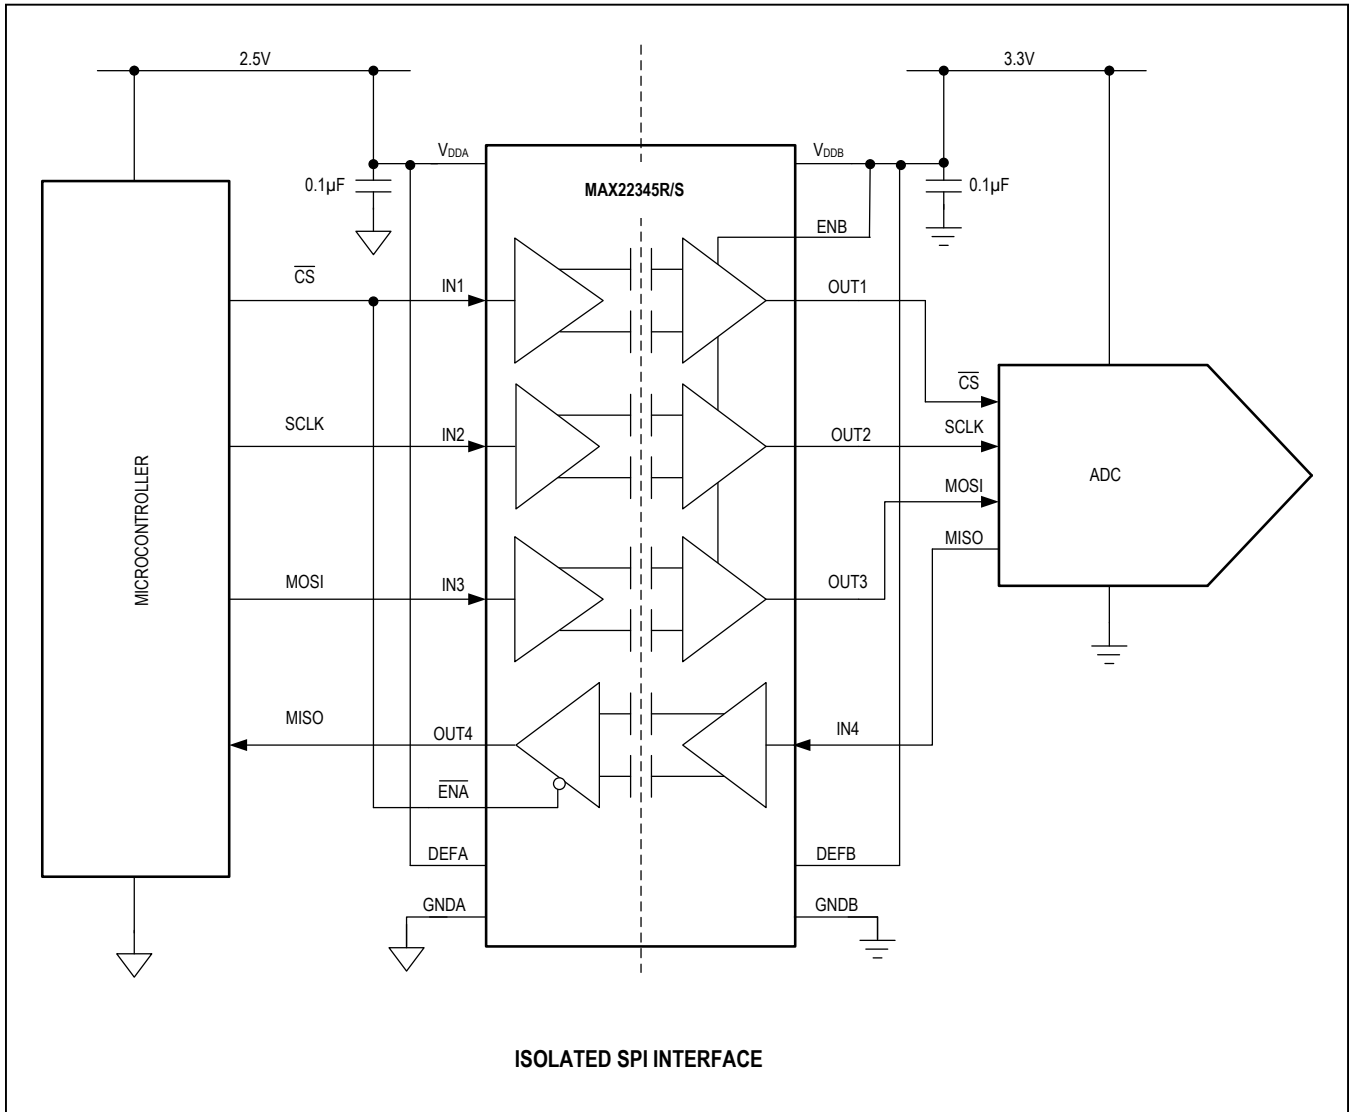 2.5V
3.3V
VDDA
VDDB
0.1µF
MAX22345R/S
0.1µF
ENB
CS
IN1
OUT1
CS
SCLK
IN2
OUT2
SCLK
ADC
MOSI
MICROCONTROLLER
MISO
MOSI
IN3
OUT3
MISO
OUT4
IN4
ENA
DEFA
DEFB
GNDA
GNDB
ISOLATED SPI INTERFACE